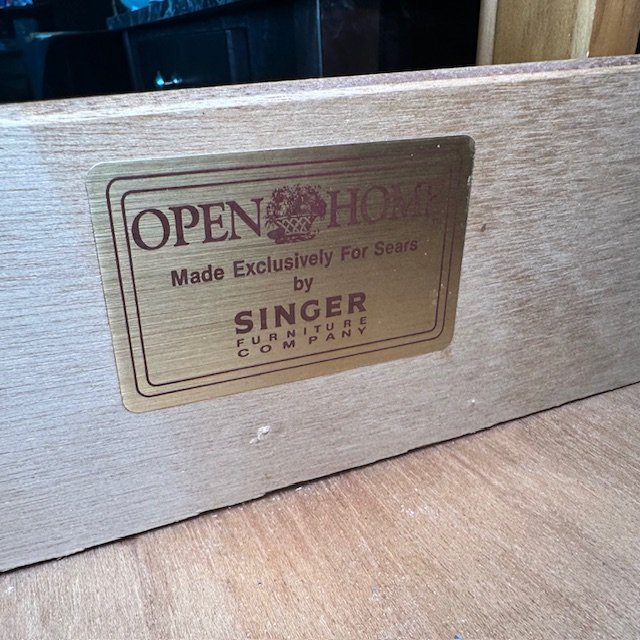 OPEN HOME
Made Exclusively For Sears
by
SINGER
FURNITURE
COMPANY